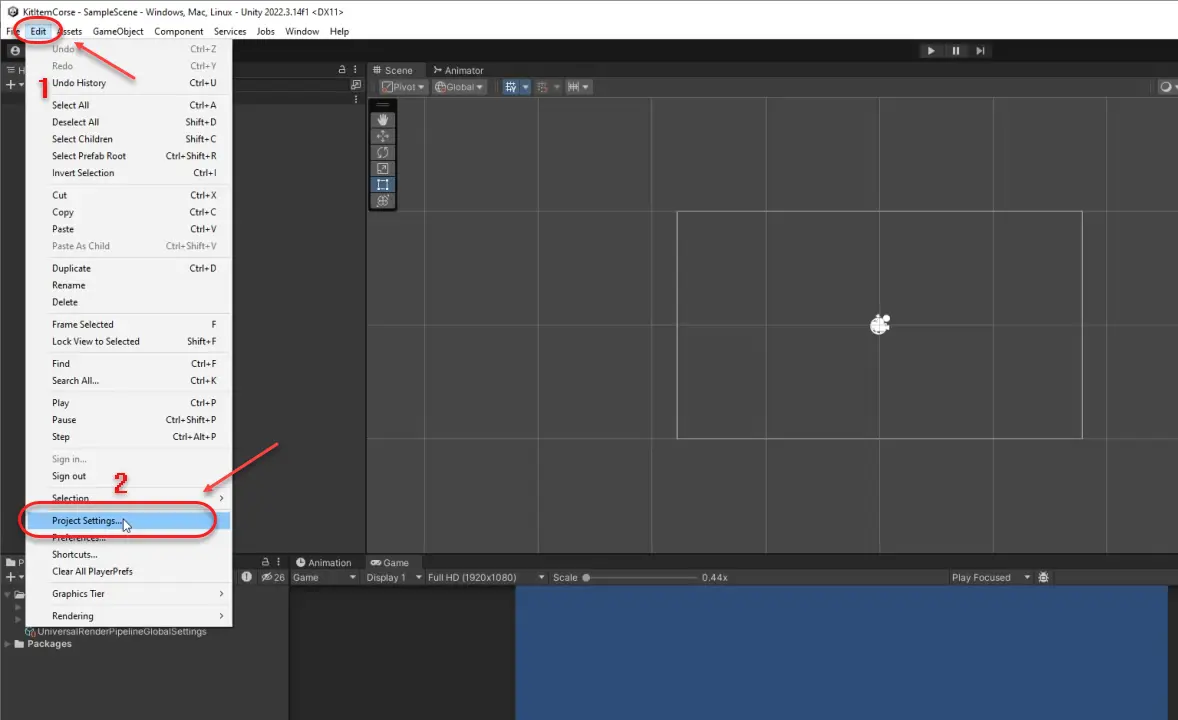 KitItemCorse - SampleScene - Windows, Mac, Linux - Unity 2022.3.14f1 <DX11>
File Edit Assets GameObject Component Services Jobs Window Help
1
Undo Ctrl+Z
Redo Ctrl+Y
Undo History Ctrl+U
Select All Ctrl+A
Deselect All Shift+D
Select Children Shift+C
Select Prefab Root Ctrl+Shift+R
Invert Selection Ctrl+I
Cut Ctrl+X
Copy Ctrl+C
Paste Ctrl+V
Paste As Child Ctrl+Shift+V
Duplicate Ctrl+D
Rename
Delete
Frame Selected F
Lock View to Selected Shift+F
Find Ctrl+F
Search All... Ctrl+K
Play Ctrl+P
Pause Ctrl+Shift+P
Step Ctrl+Alt+P
Sign in...
Sign out
2
Selection
Project Settings...
Preferences...
Shortcuts...
Clear All PlayerPrefs
Graphics Tier
Rendering
H
Scene Animator
Pivot Global
P
26
Animation Game
Game Display 1 Full HD (1920x1080) Scale 0.44x Play Focused
UniversalRenderPipelineGlobalSettings
Packages